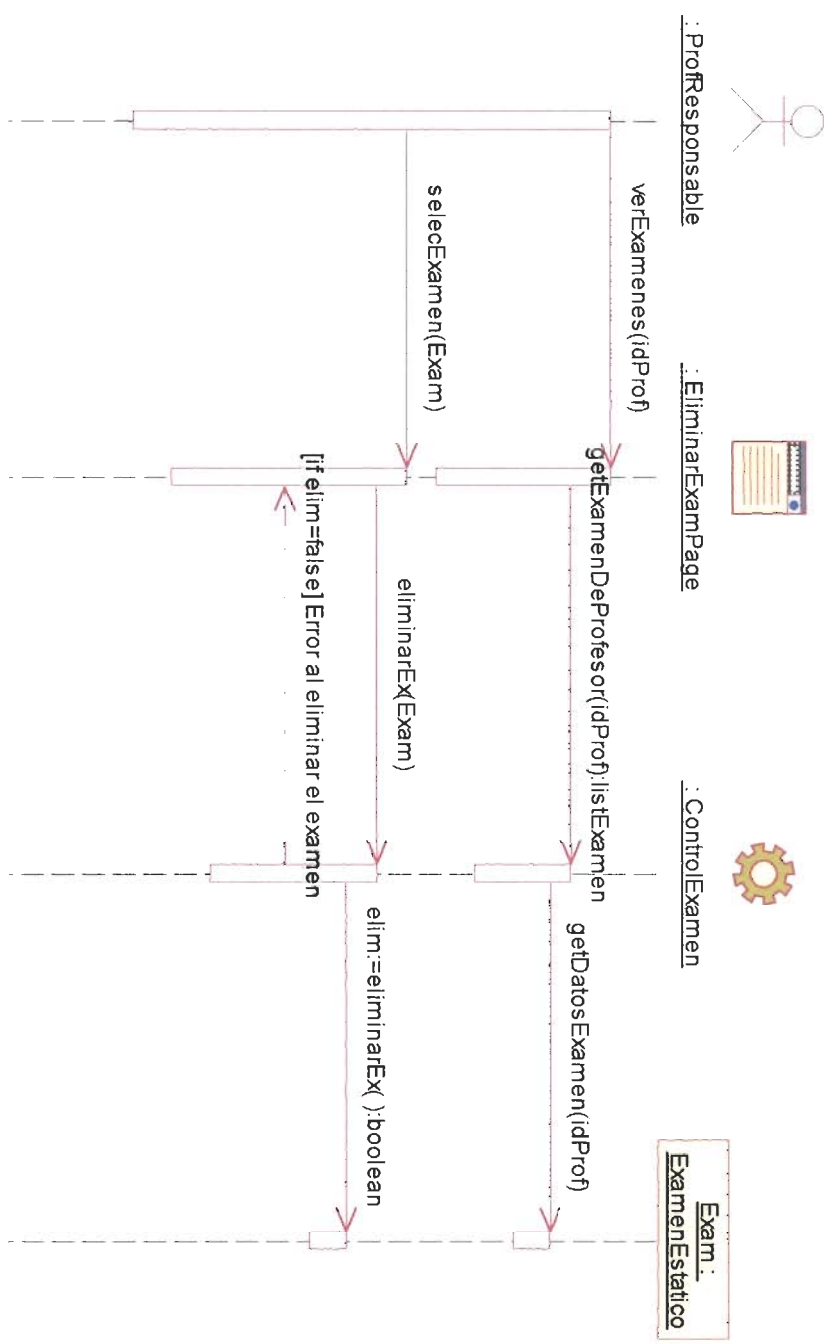 : ProfResponsable
: EliminarExamPage
: ControlExamen
Exam :
ExamenEstatico
verExamenes(idProf)
getExamenDeProfesor(idProf):listExamen
getDatosExamen(idProf)
selecExamen(Exam)
eliminarEx(Exam)
elim:=eliminarEx( ):boolean
[if elim=false] Error al eliminar el examen